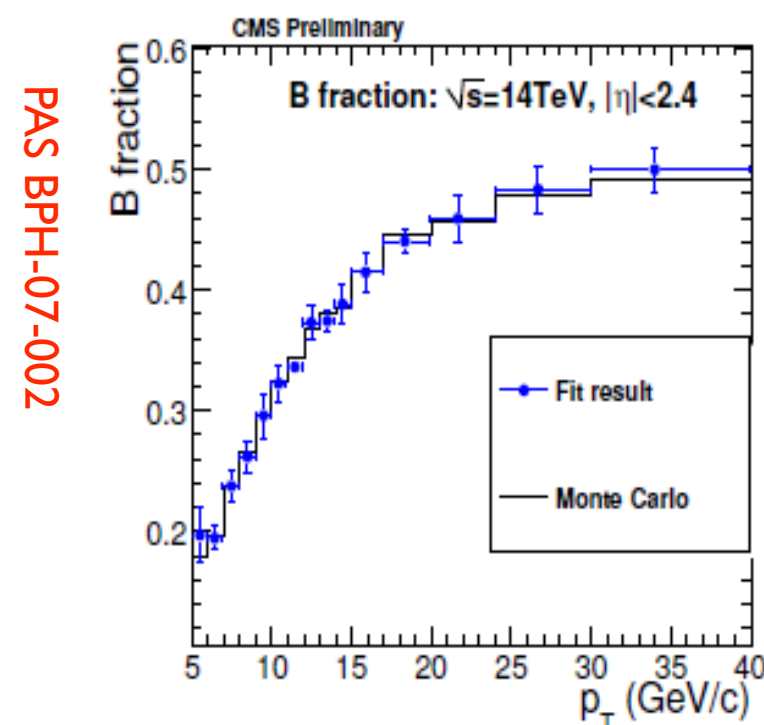 CMS Preliminary
B fraction: √s=14TeV, |η|<2.4
PAS BPH-07-002
B fraction
0.6
0.5
0.4
0.3
0.2
Fit result
Monte Carlo
5 10 15 20 25 30 35 40
p_T (GeV/c)